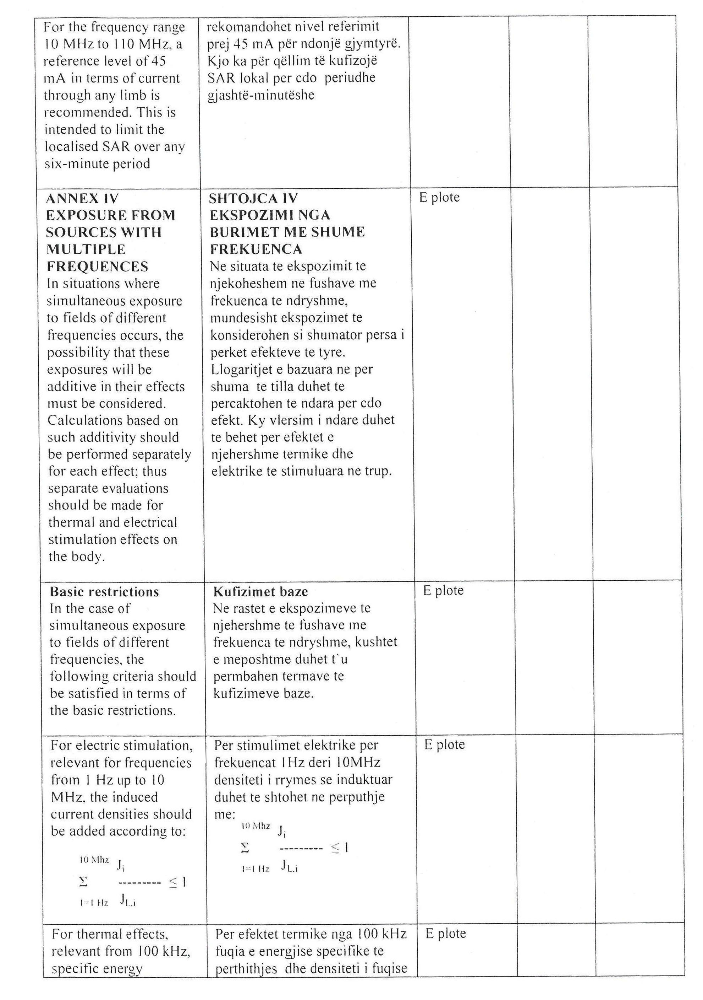 For the frequency range
10 MHz to 110 MHz, a
reference level of 45
mA in terms of current
through any limb is
recommended. This is
intended to limit the
localised SAR over any
six-minute period
rekomandohet nivel referimit
prej 45 mA për ndonjë gjymtyrë.
Kjo ka për qëllim të kufizojë
SAR lokal per cdo periudhe
gjashtë-minutëshe
ANNEX IV
EXPOSURE FROM
SOURCES WITH
MULTIPLE
FREQUENCES
In situations where
simultaneous exposure
to fields of different
frequencies occurs, the
possibility that these
exposures will be
additive in their effects
must be considered.
Calculations based on
such additivity should
be performed separately
for each effect; thus
separate evaluations
should be made for
thermal and electrical
stimulation effects on
the body.
SHTOJCA IV
EKSPOZIMI NGA
BURIMET ME SHUME
FREKUENCA
Ne situata te ekspozimit te
njekoheshem ne fushave me
frekuenca te ndryshme,
mundesisht ekspozimet te
konsiderohen si shumator persa i
perket efekteve te tyre.
Llogaritjet e bazuara ne per
shuma te tilla duhet te
percaktohen te ndara per cdo
efekt. Ky vlersim i ndare duhet
te behet per efektet e
njehershme termike dhe
elektrike te stimuluara ne trup.
E plote
Basic restrictions
In the case of
simultaneous exposure
to fields of different
frequencies, the
following criteria should
be satisfied in terms of
the basic restrictions.
Kufizimet baze
Ne rastet e ekspozimeve te
njehershme te fushave me
frekuenca te ndryshme, kushtet
e meposhtme duhet t`u
permbahen termave te
kufizimeve baze.
E plote
For electric stimulation,
relevant for frequencies
from 1 Hz up to 10
MHz, the induced
current densities should
be added according to:
10 Mhz Ji
Σ --------- ≤ 1
1=1 Hz JL.i
Per stimulimet elektrike per
frekuencat 1Hz deri 10MHz
densiteti i rrymes se induktuar
duhet te shtohet ne perputhje
me:
10 Mhz Ji
Σ --------- ≤ 1
1=1 Hz JL.i
E plote
For thermal effects,
relevant from 100 kHz,
specific energy
Per efektet termike nga 100 kHz
fuqia e energjise specifike te
perthithjes dhe densiteti i fuqise
E plote